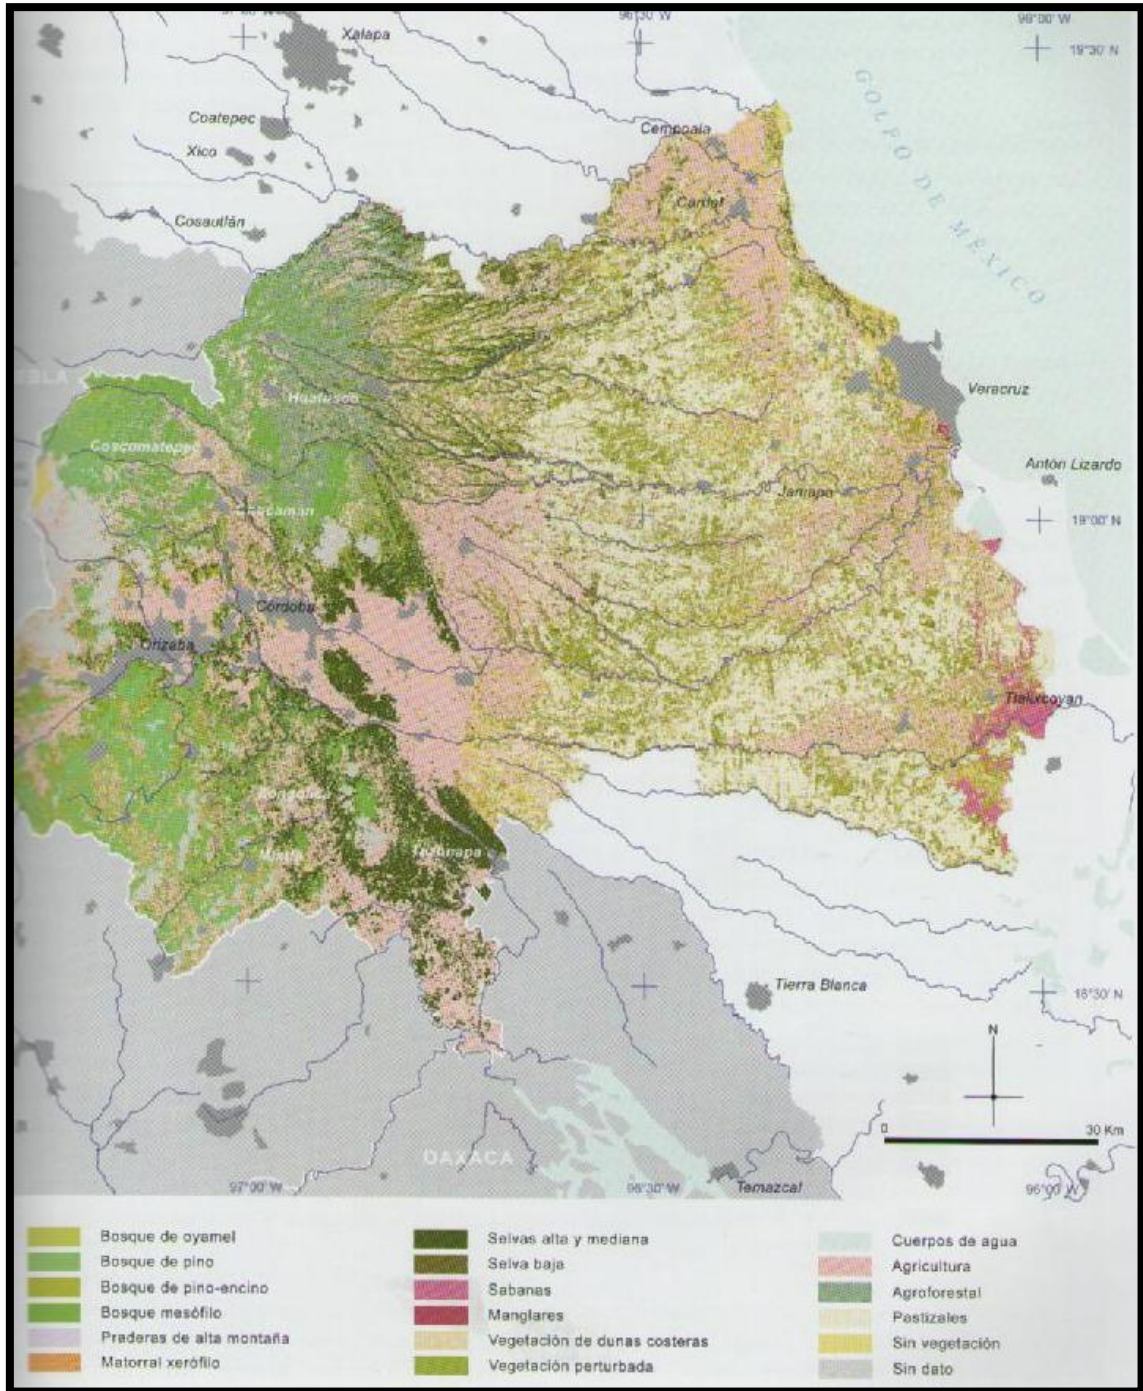 96°30' W
96°00' W
19°30' N
Xalapa
GOLPO DE MÉXICO
Coatepec
Cempoala
Xico
Cardel
Cosautlán
Veracruz
Huatusco
Coscomatepec
Antón Lizardo
Jamapa
19°00' N
Córdoba
Orizaba
Tlalixcoyan
Tezonapa
Tierra Blanca
18°30' N
N
0
30 Km
OAXACA
97°00' W
96°30' W
Temazcal
96°00' W
Bosque de oyamel
Bosque de pino
Bosque de pino-encino
Bosque mesófilo
Praderas de alta montaña
Matorral xerófilo
Selvas alta y mediana
Selva baja
Sabanas
Manglares
Vegetación de dunas costeras
Vegetación perturbada
Cuerpos de agua
Agricultura
Agroforestal
Pastizales
Sin vegetación
Sin dato